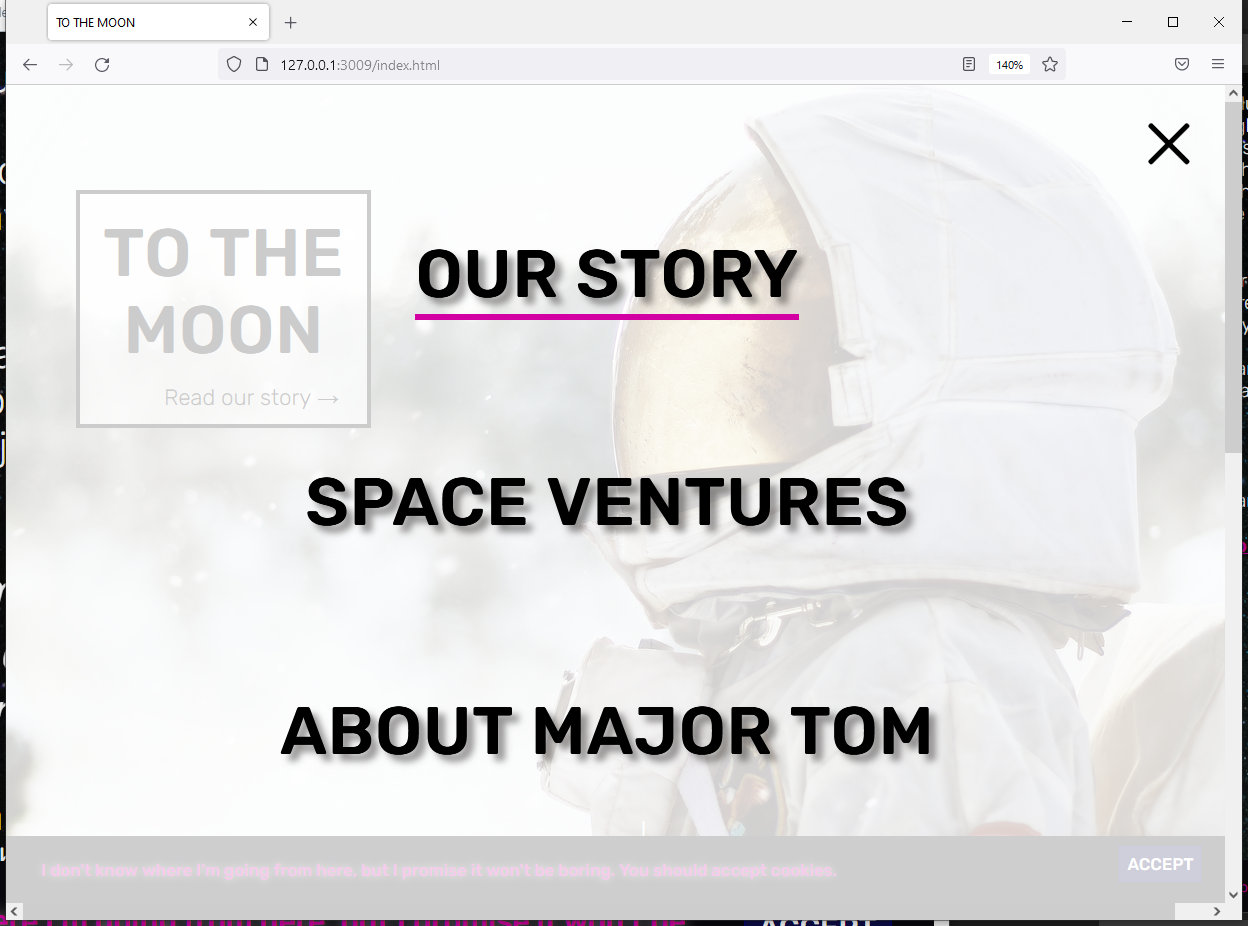 TO THE MOON
127.0.0.1:3009/index.html
140%
TO THE
MOON
Read our story →
OUR STORY
SPACE VENTURES
ABOUT MAJOR TOM
I don't know where I'm going from here, but I promise it won't be boring. You should accept cookies.
ACCEPT